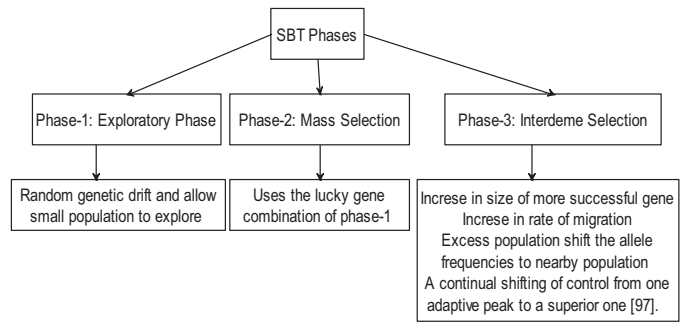 SBT Phases
Phase-1: Exploratory Phase
Phase-2: Mass Selection
Phase-3: Interdeme Selection
Random genetic drift and allow
small population to explore
Uses the lucky gene
combination of phase-1
Increse in size of more successful gene
Increse in rate of migration
Excess population shift the allele
frequencies to nearby population
A continual shifting of control from one
adaptive peak to a superior one [97].